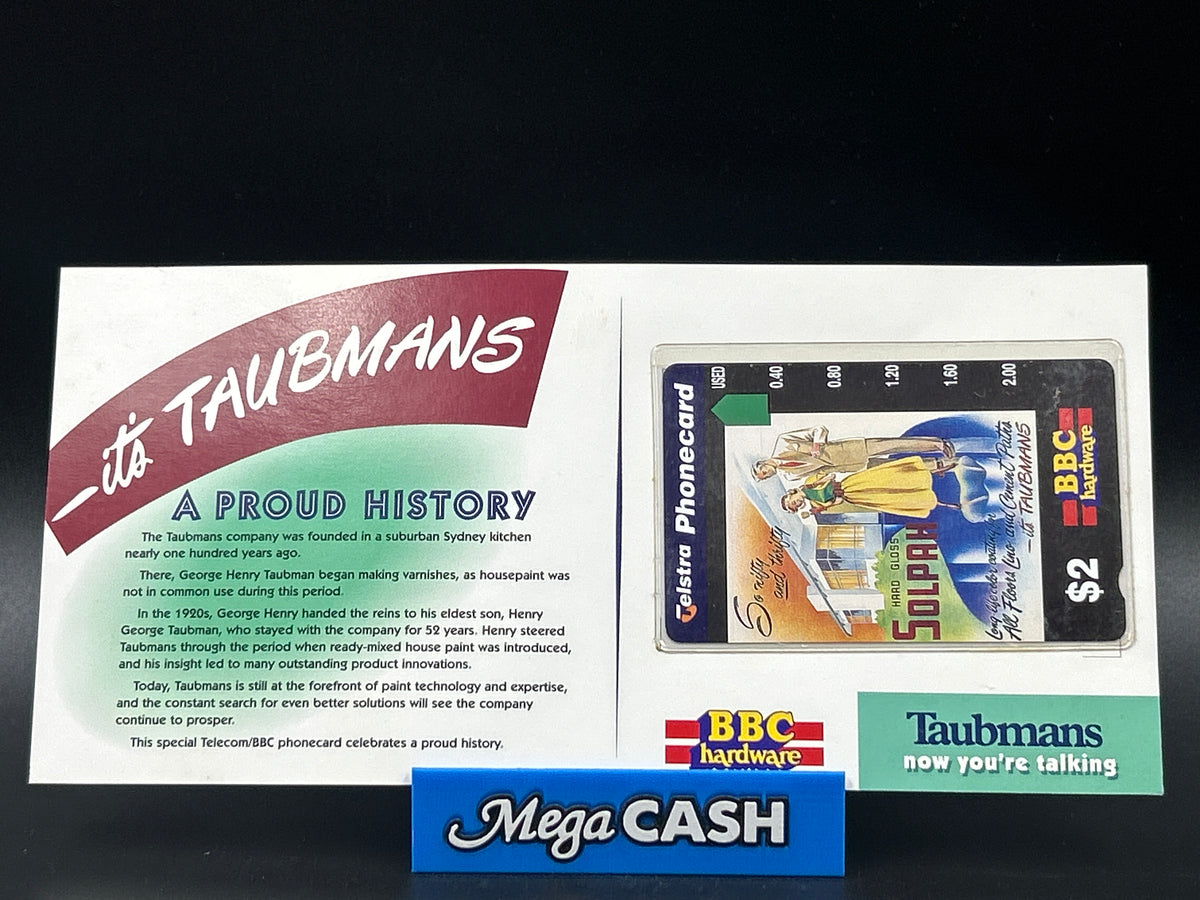 —it's TAUBMANS
A PROUD HISTORY
The Taubmans company was founded in a suburban Sydney kitchen
nearly one hundred years ago.
There, George Henry Taubman began making varnishes, as housepaint was
not in common use during this period.
In the 1920s, George Henry handed the reins to his eldest son, Henry
George Taubman, who stayed with the company for 52 years. Henry steered
Taubmans through the period when ready-mixed house paint was introduced,
and his insight led to many outstanding product innovations.
Today, Taubmans is still at the forefront of paint technology and expertise,
and the constant search for even better solutions will see the company
continue to prosper.
This special Telecom/BBC phonecard celebrates a proud history.
Telstra Phonecard
USED
0.40
0.80
1.20
1.60
2.00
So nifty
and thrifty
HARD GLOSS
SOLPAH
All Floors Lino and Cement Paths
—it's TAUBMANS
$2
BBC
hardware
BBC
hardware
Taubmans
now you're talking
Mega CASH